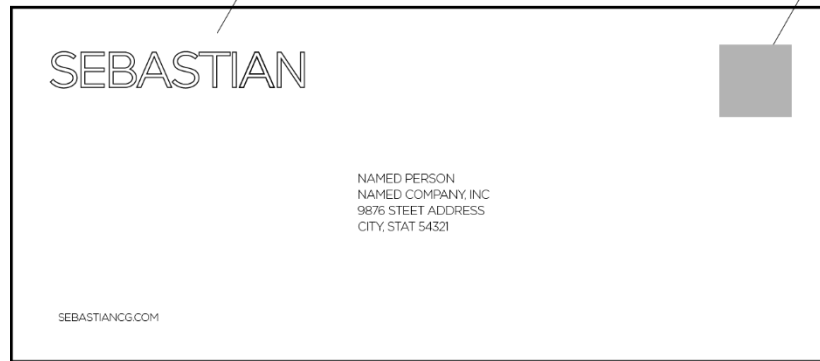 SEBASTIAN
NAMED PERSON
NAMED COMPANY, INC
9876 STEET ADDRESS
CITY, STAT 54321
SEBASTIANCG.COM